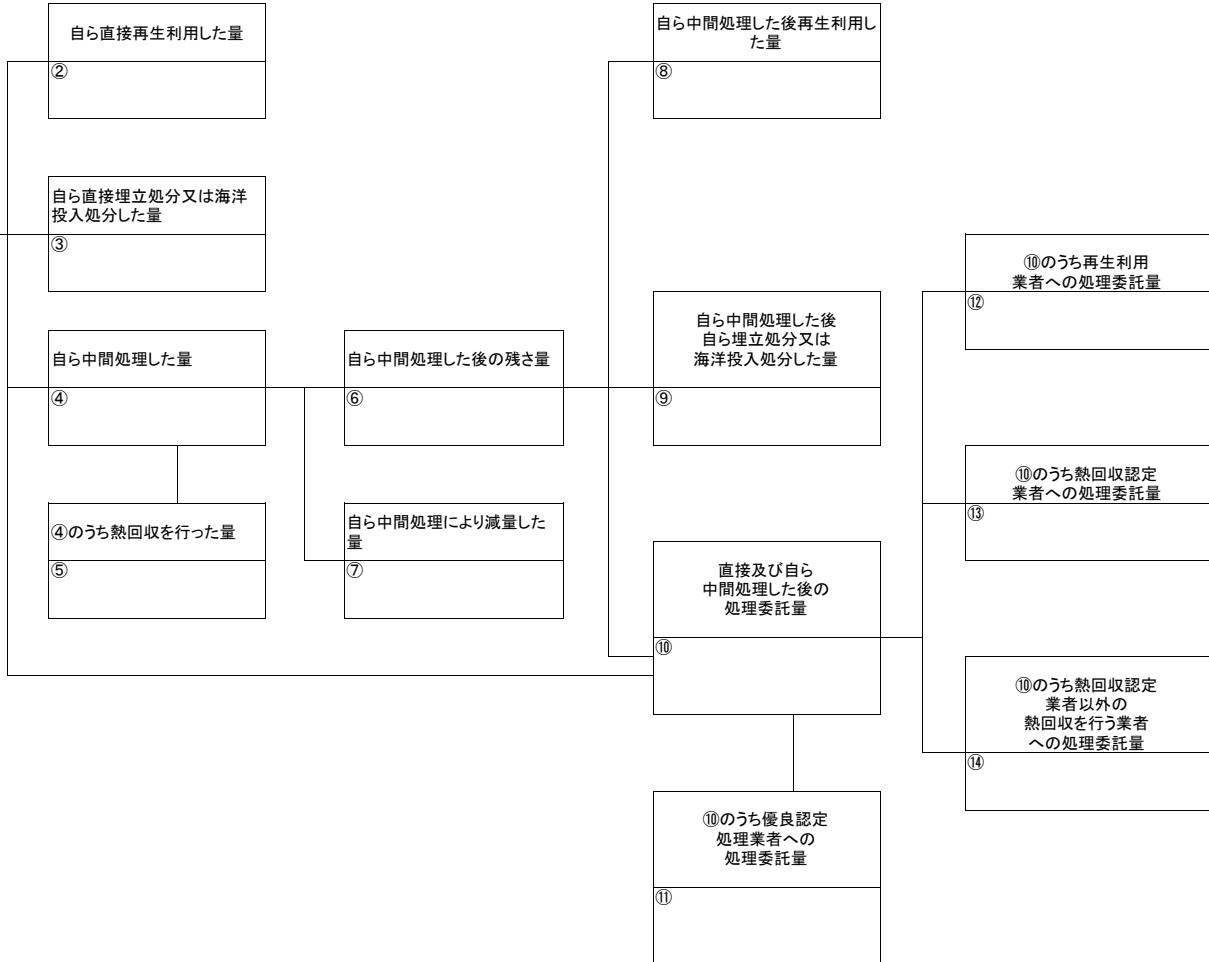 自ら直接再生利用した量
②
自ら直接埋立処分又は海洋
投入処分した量
③
自ら中間処理した量
④
④のうち熱回収を行った量
⑤
自ら中間処理した後の残さ量
⑥
自ら中間処理により減量した
量
⑦
自ら中間処理した後再生利用し
た量
⑧
自ら中間処理した後
自ら埋立処分又は
海洋投入処分した量
⑨
直接及び自ら
中間処理した後の
処理委託量
⑩
⑩のうち優良認定
処理業者への
処理委託量
⑪
⑩のうち再生利用
業者への処理委託量
⑫
⑩のうち熱回収認定
業者への処理委託量
⑬
⑩のうち熱回収認定
業者以外の
熱回収を行う業者
への処理委託量
⑭